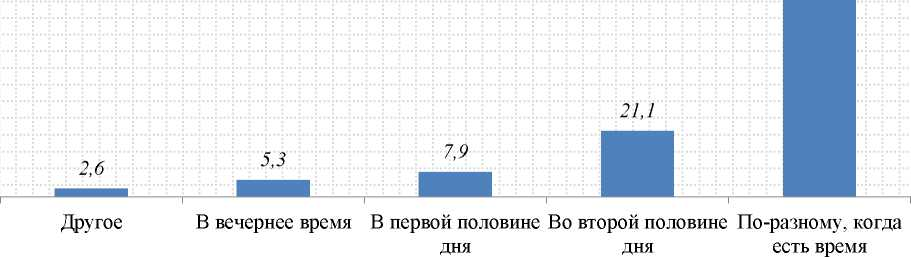 2,6
5,3
7,9
21,1
Другое
В вечернее время
В первой половине
дня
Во второй половине
дня
По-разному, когда
есть время